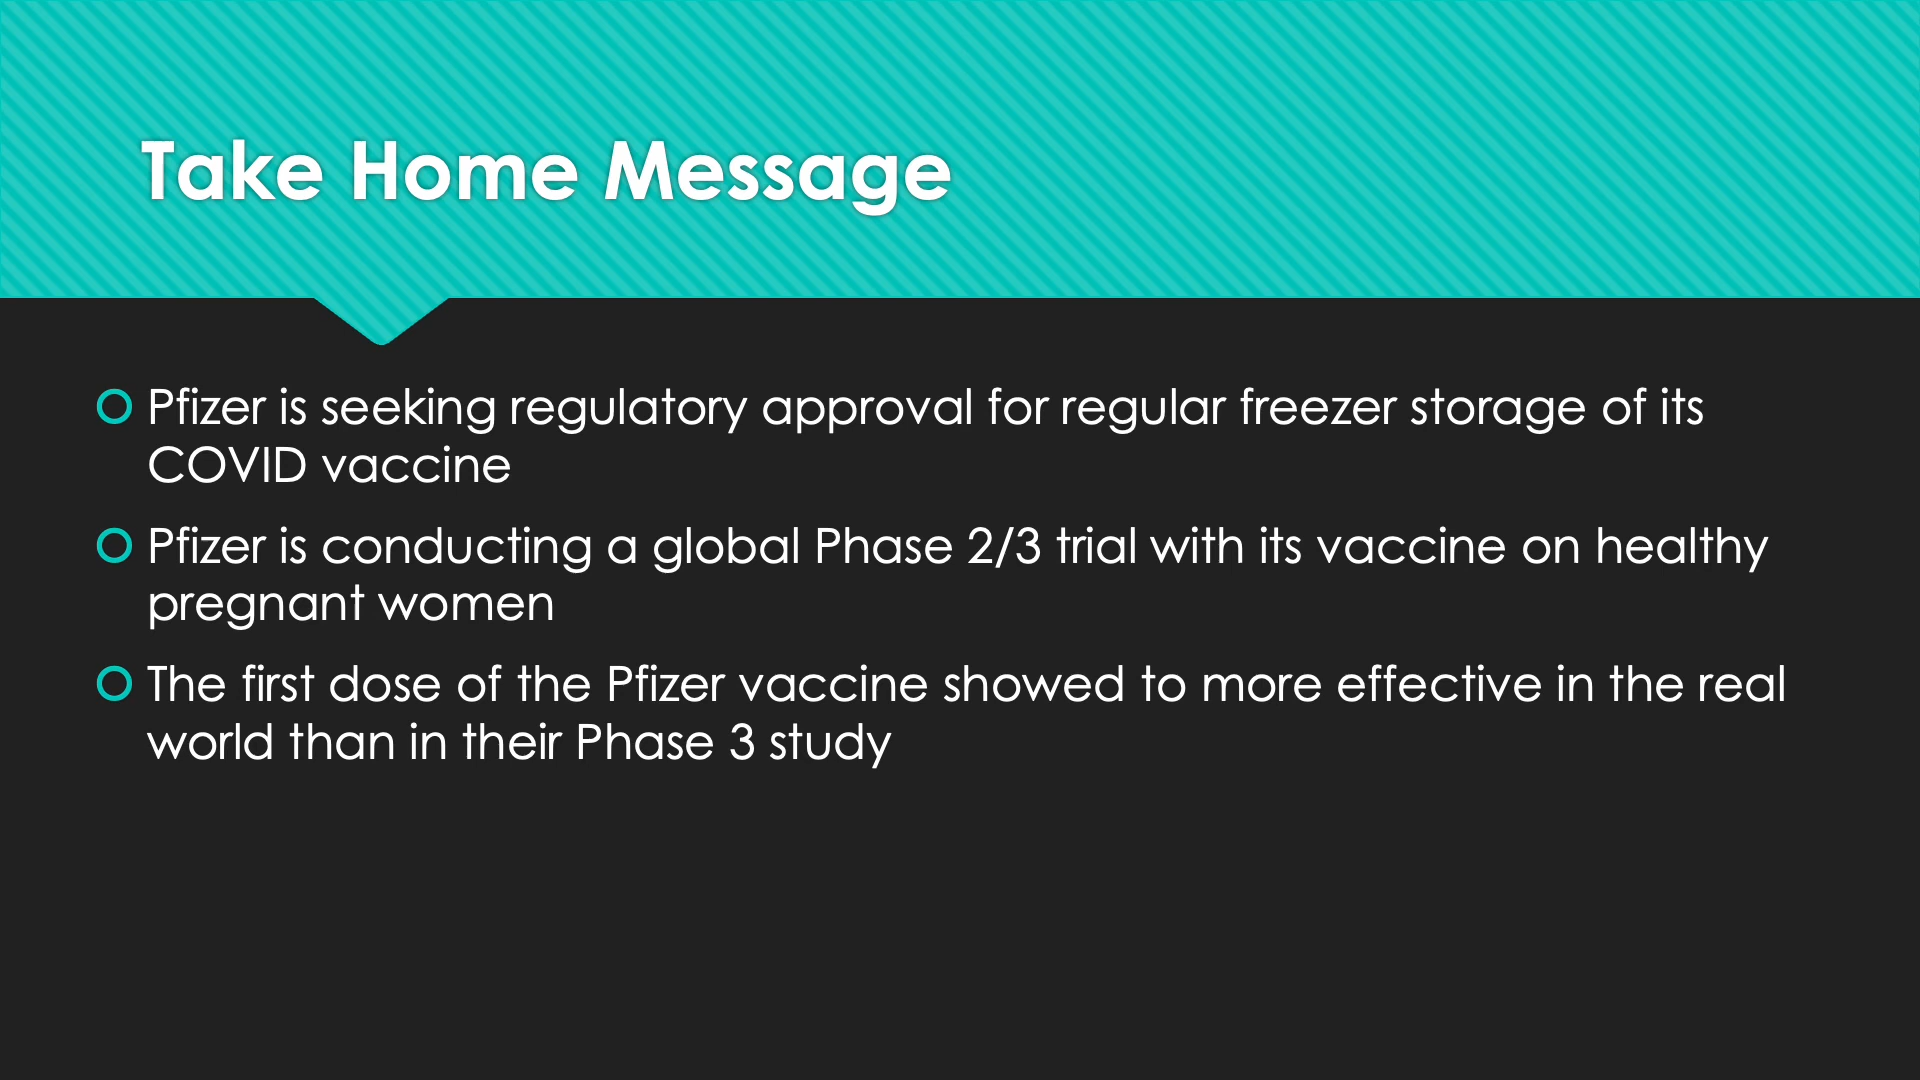 Take Home Message
Pfizer is seeking regulatory approval for regular freezer storage of its
COVID vaccine
Pfizer is conducting a global Phase 2/3 trial with its vaccine on healthy
pregnant women
The first dose of the Pfizer vaccine showed to more effective in the real
world than in their Phase 3 study